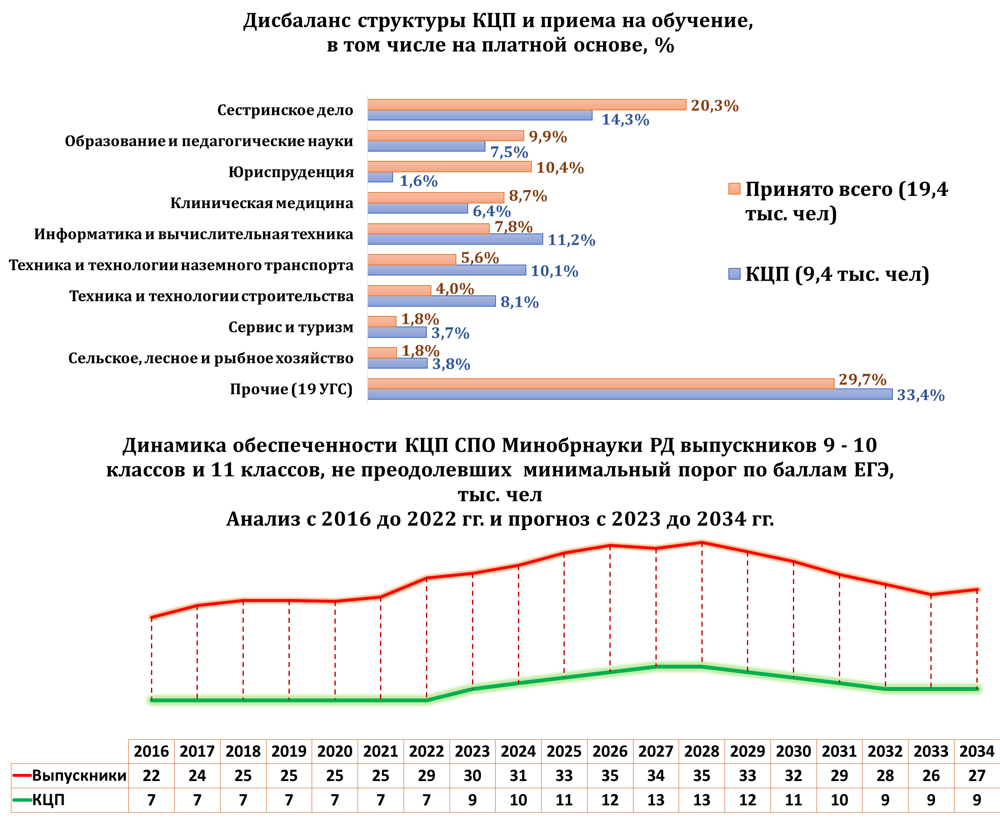 Дисбаланс структуры КЦП и приема на обучение,
в том числе на платной основе, %
Сестринское дело
20,3%
14,3%
Образование и педагогические науки
9,9%
7,5%
Юриспруденция
10,4%
1,6%
Клиническая медицина
8,7%
6,4%
Информатика и вычислительная техника
7,8%
11,2%
Техника и технологии наземного транспорта
5,6%
10,1%
Техника и технологии строительства
4,0%
8,1%
Сервис и туризм
1,8%
3,7%
Сельское, лесное и рыбное хозяйство
1,8%
3,8%
Прочие (19 УГС)
29,7%
33,4%
Принято всего (19,4
тыс. чел)
КЦП (9,4 тыс. чел)
Динамика обеспеченности КЦП СПО Минобрнауки РД выпускников 9 - 10
классов и 11 классов, не преодолевших минимальный порог по баллам ЕГЭ,
тыс. чел
Анализ с 2016 до 2022 гг. и прогноз с 2023 до 2034 гг.
2016 2017 2018 2019 2020 2021 2022 2023 2024 2025 2026 2027 2028 2029 2030 2031 2032 2033 2034
Выпускники 22 24 25 25 25 25 29 30 31 33 35 34 35 33 32 29 28 26 27
КЦП 7 7 7 7 7 7 7 9 10 11 12 13 13 12 11 10 9 9 9